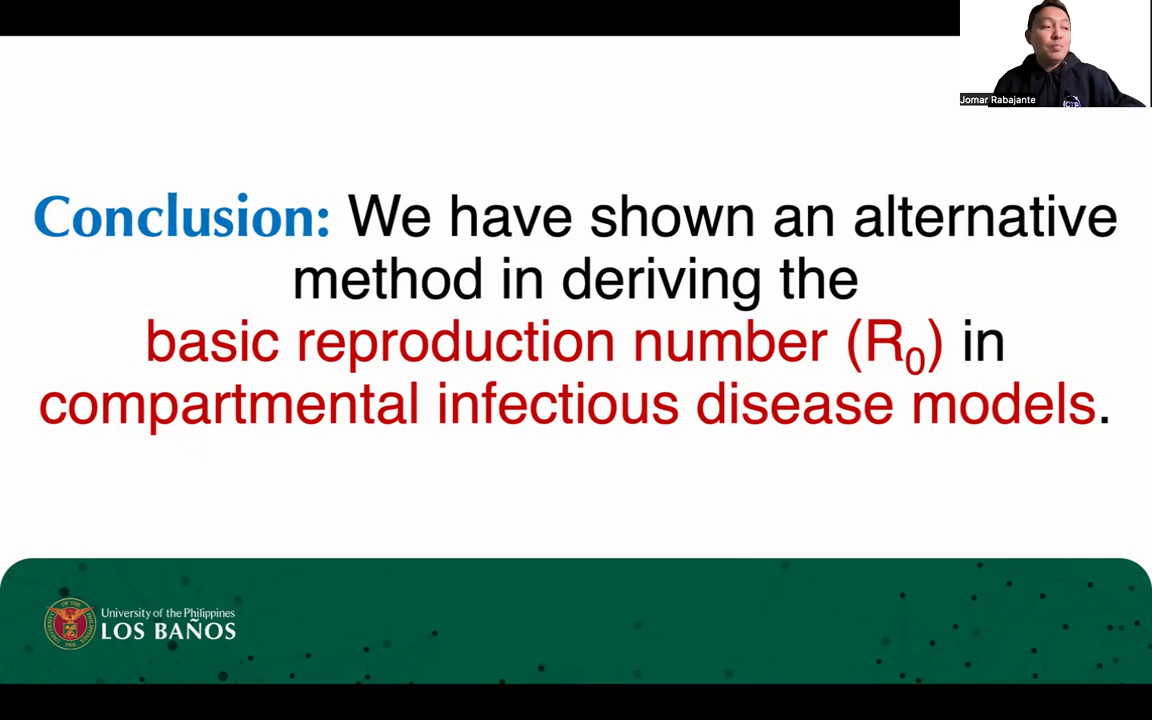 Jomar Rabajante
Conclusion: We have shown an alternative
method in deriving the
basic reproduction number (R₀) in
compartmental infectious disease models.
University of the Philippines
LOS BAÑOS